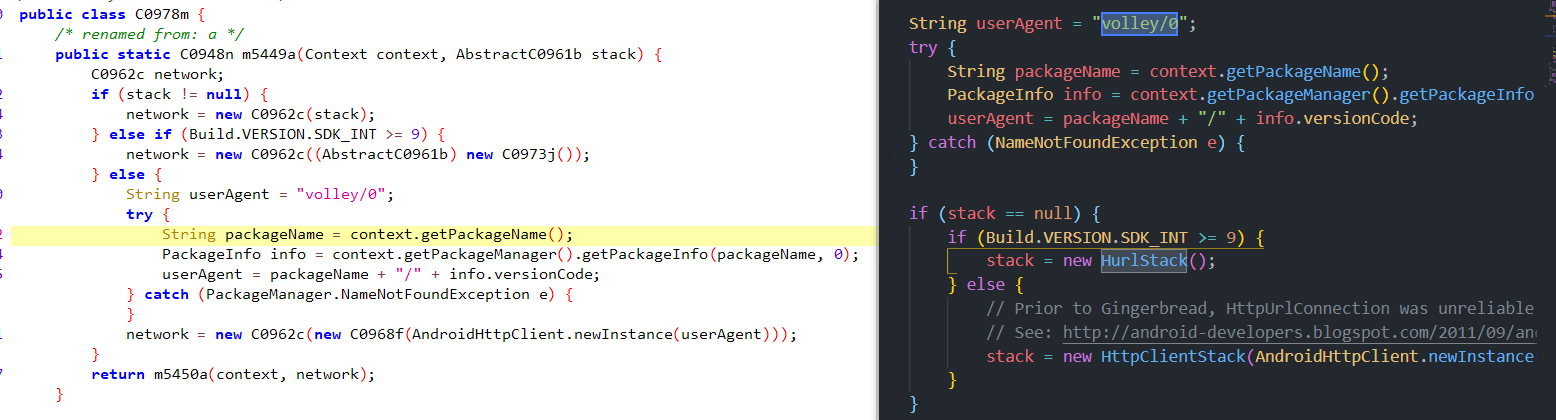 public class C0978m {
/* renamed from: a */
public static C0948n m5449a(Context context, AbstractC0961b stack) {
C0962c network;
if (stack != null) {
network = new C0962c(stack);
} else if (Build.VERSION.SDK_INT >= 9) {
network = new C0962c((AbstractC0961b) new C0973j());
} else {
String userAgent = "volley/0";
try {
String packageName = context.getPackageName();
PackageInfo info = context.getPackageManager().getPackageInfo(packageName, 0);
userAgent = packageName + "/" + info.versionCode;
} catch (PackageManager.NameNotFoundException e) {
}
network = new C0962c(new C0968f(AndroidHttpClient.newInstance(userAgent)));
}
return m5450a(context, network);
}
String userAgent = "volley/0";
try {
String packageName = context.getPackageName();
PackageInfo info = context.getPackageManager().getPackageInfo
userAgent = packageName + "/" + info.versionCode;
} catch (NameNotFoundException e) {
}
if (stack == null) {
if (Build.VERSION.SDK_INT >= 9) {
stack = new HurlStack();
} else {
// Prior to Gingerbread, HttpUrlConnection was unreliable
// See: http://android-developers.blogspot.com/2011/09/an
stack = new HttpClientStack(AndroidHttpClient.newInstance
}
}